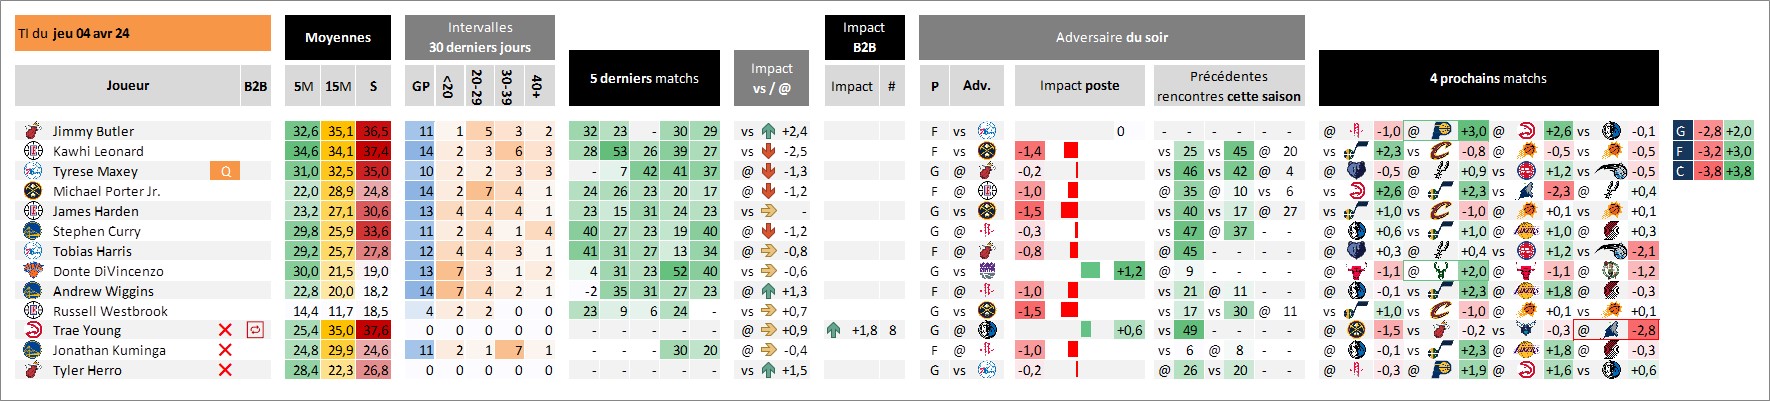 TI du jeu 04 avr 24
Moyennes
Intervalles
30 derniers jours
5 derniers matchs
Impact
vs / @
Impact
B2B
Adversaire du soir
4 prochains matchs
Joueur B2B 5M 15M S GP <20 20-29 30-39 40+ Impact # P Adv. Impact poste Précédentes
rencontres cette saison
Jimmy Butler 32,6 35,1 36,5 11 1 5 3 2 32 23 - 30 29 vs +2,4 F vs 0 - - - - - - @ -1,0 @ +3,0 @ +2,6 vs -0,1 G -2,8 +2,0
Kawhi Leonard 34,6 34,1 37,4 14 2 3 6 3 28 53 26 39 27 vs -2,5 F vs -1,4 vs 25 vs 45 @ 20 vs +2,3 vs -0,8 @ -0,5 vs -0,5 F -3,2 +3,0
Tyrese Maxey Q 31,0 32,5 35,0 10 2 2 3 3 - 7 42 41 37 @ -1,3 G @ -0,2 vs 46 vs 42 @ 4 @ -0,5 @ +0,9 vs +1,2 vs -0,5 C -3,8 +3,8
Michael Porter Jr. 22,0 28,9 24,8 14 2 7 4 1 24 26 23 20 17 @ -1,2 F @ -1,0 @ 35 @ 10 vs 6 vs +2,6 @ +2,3 vs -2,3 @ +0,4
James Harden 23,2 27,1 30,6 13 4 4 4 1 23 15 31 24 23 vs - G vs -1,5 vs 40 vs 17 @ 27 vs +1,0 vs -1,0 @ +0,1 vs +0,1
Stephen Curry 29,8 25,9 33,6 11 2 4 1 4 40 27 23 19 40 @ -1,2 G @ -0,3 vs 47 @ 37 - - @ +0,6 vs +1,0 @ +1,8 @ +1,0
Tobias Harris 29,2 25,7 27,8 12 4 4 3 1 41 31 27 13 34 @ -0,8 F @ -0,8 @ 45 - - - - @ +0,3 @ +0,4 vs +1,2 vs -2,1
Donte DiVincenzo 30,0 21,5 19,0 13 7 3 1 2 4 31 23 52 40 vs -0,6 G vs +1,2 @ 9 - - - - @ -1,1 @ +2,0 @ -1,1 @ -1,2
Andrew Wiggins 22,8 20,0 18,2 14 7 4 2 1 -2 35 31 27 23 @ +1,3 F @ -1,0 vs 21 @ 11 - - @ -0,1 vs +2,3 @ +1,8 @ -0,3
Russell Westbrook 14,4 11,7 18,5 4 2 2 0 0 23 9 6 24 - vs +0,7 G vs -1,5 vs 17 vs 30 @ 11 vs +1,0 vs -1,0 @ +0,1 vs +0,1
Trae Young 25,4 35,0 37,6 0 0 0 0 0 - - - - - @ +0,9 +1,8 8 G @ +0,6 vs 49 - - - - @ -1,5 vs -0,2 vs -0,3 @ -2,8
Jonathan Kuminga 24,8 29,9 24,6 11 2 1 7 1 - - - 30 20 @ -0,4 F @ -1,0 vs 6 @ 8 - - @ -0,1 vs +2,3 @ +1,8 @ -0,3
Tyler Herro 28,4 22,3 26,8 0 0 0 0 0 - - - - - vs +1,5 G vs -0,2 @ 26 vs 20 - - @ -0,3 @ +1,9 @ +1,6 vs +0,6